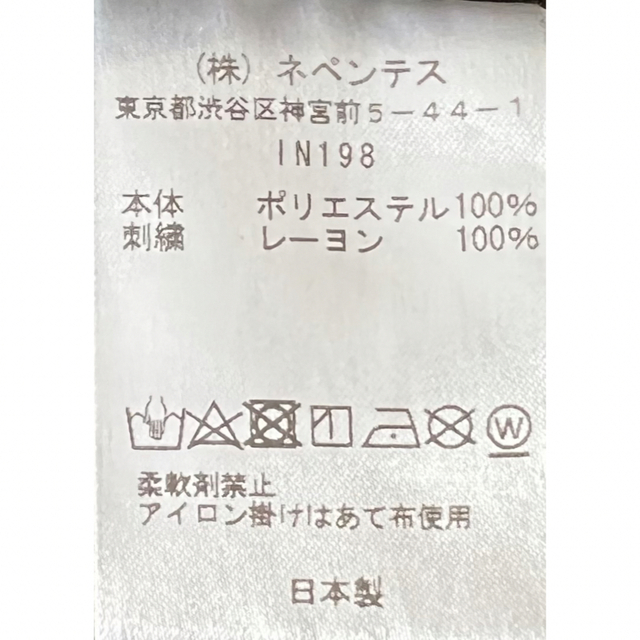 (株)ネペンテス
東京都渋谷区神宮前5-44-1
IN198
本体 ポリエステル100%
刺繍 レーヨン 100%
W
柔軟剤禁止
アイロン掛けはあて布使用
日本製